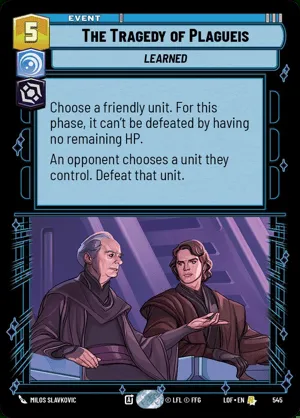 EVENT
5
THE TRAGEDY OF PLAGUEIS
LEARNED
Choose a friendly unit. For this
phase, it can't be defeated by having
no remaining HP.
An opponent chooses a unit they
control. Defeat that unit.
MILOS SLAVKOVIC
© LFL © FFG
LOF • EN
545